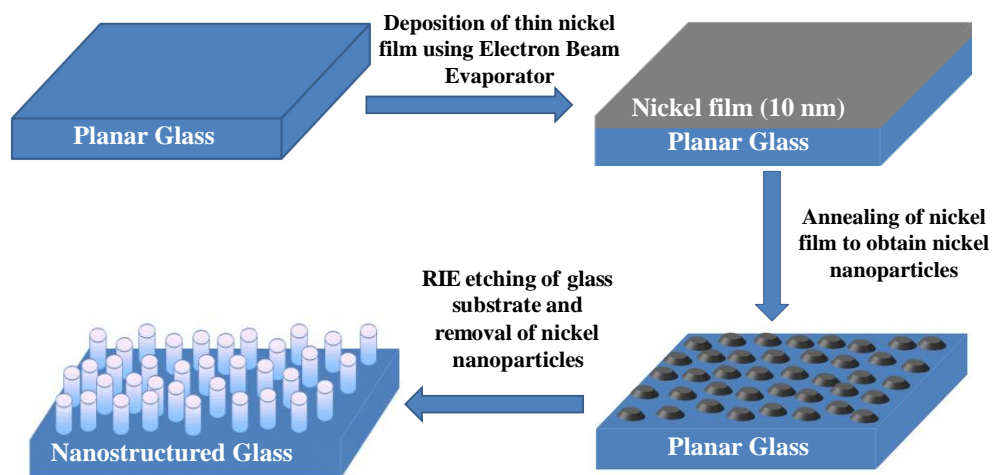 Planar Glass
Deposition of thin nickel
film using Electron Beam
Evaporator
Nickel film (10 nm)
Planar Glass
Annealing of nickel
film to obtain nickel
nanoparticles
Planar Glass
RIE etching of glass
substrate and
removal of nickel
nanoparticles
Nanostructured Glass